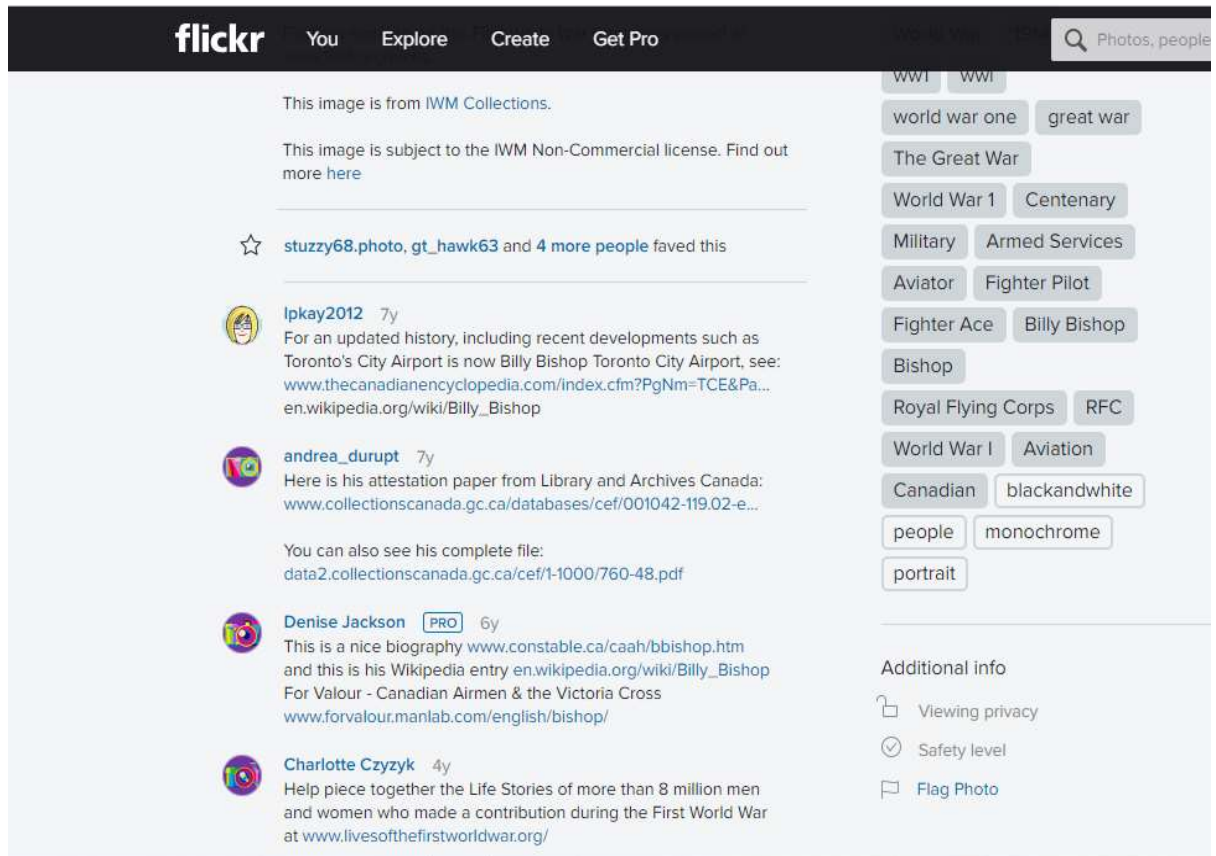 flickr You Explore Create Get Pro
Photos, people
This image is from IWM Collections.
This image is subject to the IWM Non-Commercial license. Find out
more here
stuzzy68.photo, gt_hawk63 and 4 more people faved this
lpkay2012 7y
For an updated history, including recent developments such as
Toronto's City Airport is now Billy Bishop Toronto City Airport, see:
www.thecanadianencyclopedia.com/index.cfm?PgNm=TCE&Pa...
en.wikipedia.org/wiki/Billy_Bishop
andrea_durupt 7y
Here is his attestation paper from Library and Archives Canada:
www.collectionscanada.gc.ca/databases/cef/001042-119.02-e...
You can also see his complete file:
data2.collectionscanada.gc.ca/cef/1-1000/760-48.pdf
Denise Jackson PRO 6y
This is a nice biography www.constable.ca/caah/bbishop.htm
and this is his Wikipedia entry en.wikipedia.org/wiki/Billy_Bishop
For Valour - Canadian Airmen & the Victoria Cross
www.forvalour.manlab.com/english/bishop/
Charlotte Czyzyk 4y
Help piece together the Life Stories of more than 8 million men
and women who made a contribution during the First World War
at www.livesofthefirstworldwar.org/
WW1 WWI
world war one great war
The Great War
World War 1 Centenary
Military Armed Services
Aviator Fighter Pilot
Fighter Ace Billy Bishop
Bishop
Royal Flying Corps RFC
World War I Aviation
Canadian blackandwhite
people monochrome
portrait
Additional info
Viewing privacy
Safety level
Flag Photo